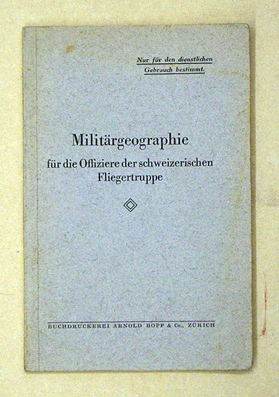 Nur für den dienstlichen
Gebrauch bestimmt.
Militärgeographie
für die Offiziere der schweizerischen
Fliegertruppe
BUCHDRUCKEREI ARNOLD BOPP & Co., ZÜRICH